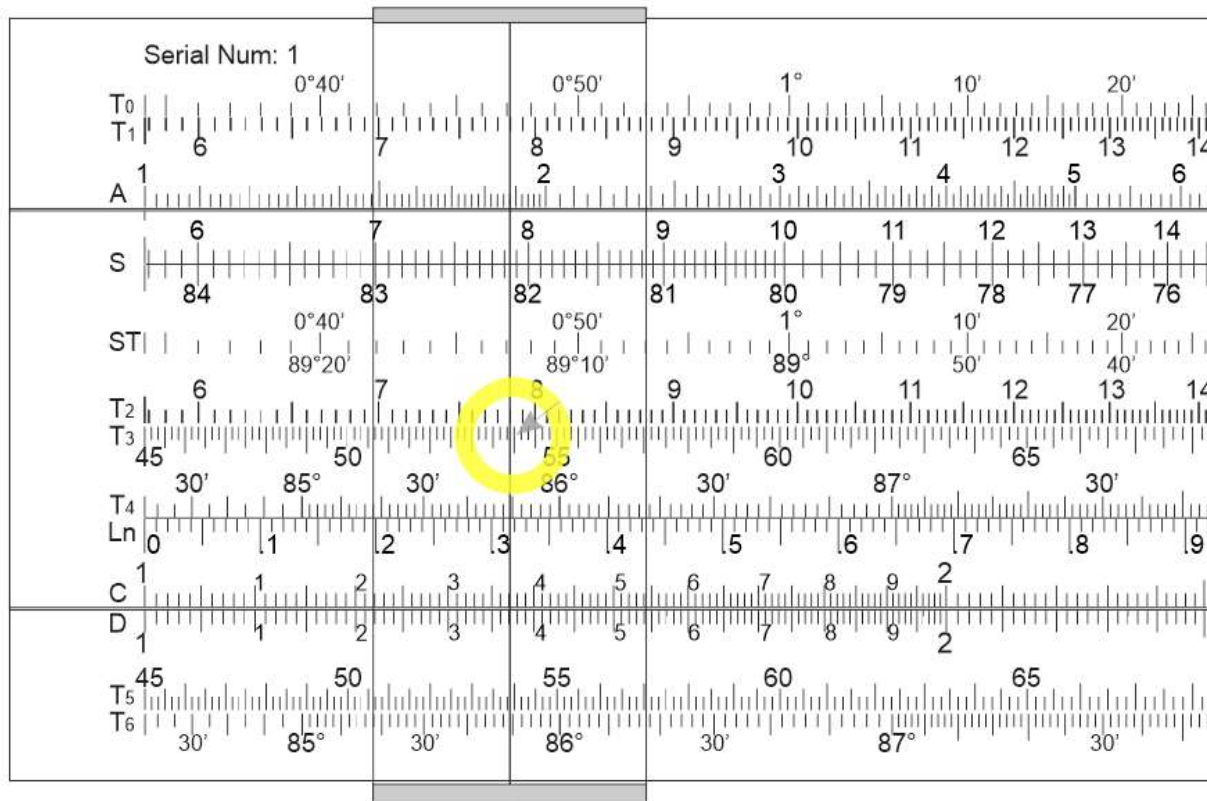 Serial Num: 1
0°40' 0°50' 1° 10' 20'
T0
T1
6 7 8 9 10 11 12 13 14
1 2 3 4 5 6
A
6 7 8 9 10 11 12 13 14
S
84 83 82 81 80 79 78 77 76
0°40' 0°50' 1° 10' 20'
ST
89°20' 89°10' 89° 50' 40'
6 7 8 9 10 11 12 13 14
T2
T3
45 50 55 60 65
30' 85° 30' 86° 30' 87° 30'
T4
Ln
.0 .1 .2 .3 .4 .5 .6 .7 .8 .9
1 1 2 3 4 5 6 7 8 9 2
C
D
1 1 2 3 4 5 6 7 8 9 2
45 50 55 60 65
T5
T6
30' 85° 30' 86° 30' 87° 30'